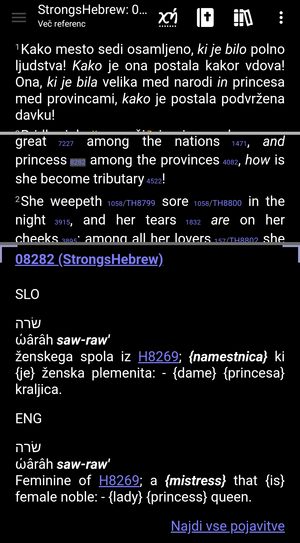 StrongsHebrew: 0...
Več referenc
1Kako mesto sedi osamljeno, ki je bilo polno
ljudstva! Kako je ona postala kakor vdova!
Ona, ki je bila velika med narodi in princesa
med provincami, kako je postala podvržena
davku!
great 7227 among the nations 1471, and
princess 8282 among the provinces 4082, how is
she become tributary 4522!
2She weepeth 1058/TH8799 sore 1058/TH8800 in the
night 3915, and her tears 1832 are on her
cheeks 3895: among all her lovers 157/TH8802 she
08282 (StrongsHebrew)
SLO
שׂרה
ώârâh saw-raw'
ženskega spola iz H8269; {namestnica} ki
{je} ženska plemenita: - {dame} {princesa}
kraljica.
ENG
שׂרה
ώârâh saw-raw'
Feminine of H8269; a {mistress} that {is}
female noble: - {lady} {princess} queen.
Najdi vse pojavitve